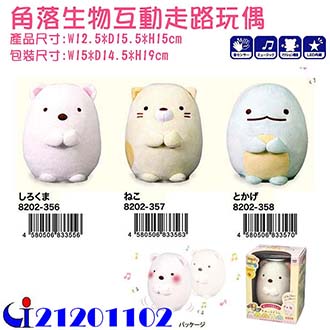 角落生物互動走路玩偶
產品尺寸:W12.5*D15.5*H15cm
包裝尺寸:W15*D14.5*H19cm
しろくま
8202-356
ねこ
8202-357
とかげ
8202-358
4 580506 833556
4 580506 833563
4 580506 833570
パッケージ
21201102